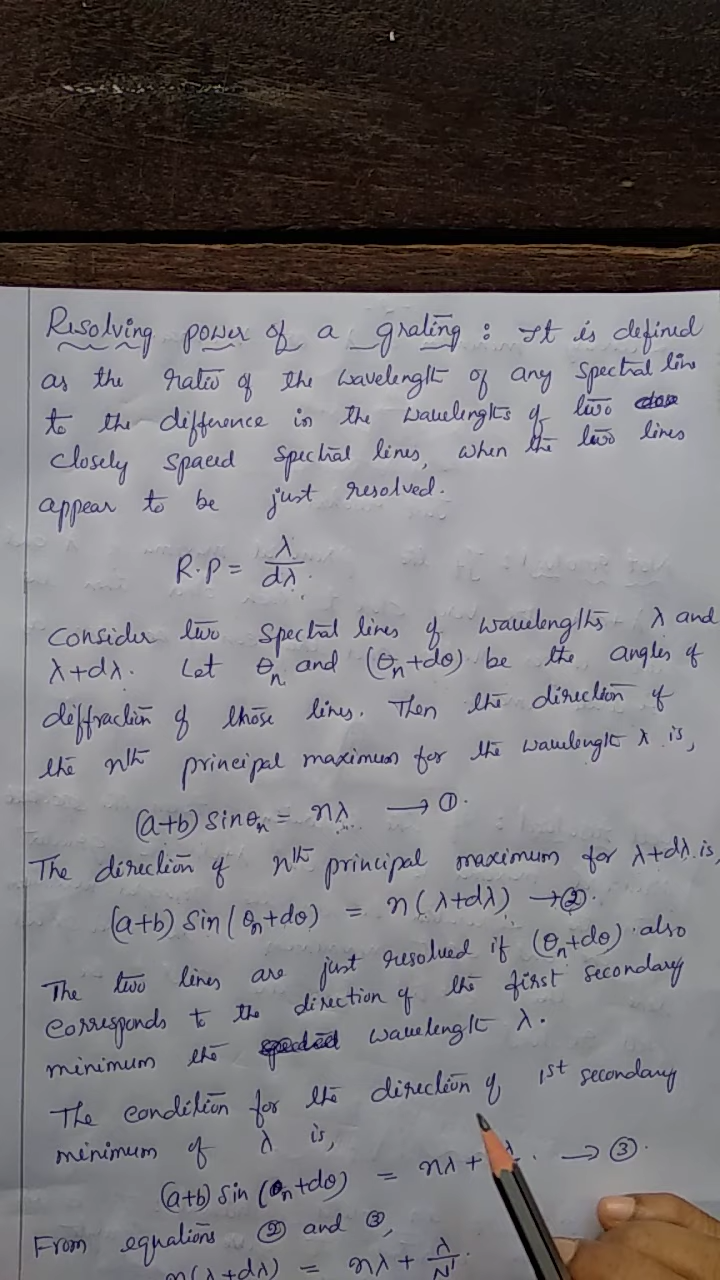 Resolving power of a grating : It is defined
as the ratio of the wavelength of any spectral line
to the difference in the wavelengths of two
closely spaced spectral lines, when the two lines
appear to be just resolved.
R.P = λ/dλ.
Consider two spectral lines of wavelengths λ and
λ+dλ. Let θn and (θn+dθ) be the angles of
diffraction of those lines. Then the direction of
the nth principal maximum for the wavelength λ is,
(a+b) sinθn = nλ → ①.
The direction of nth principal maximum for λ+dλ is,
(a+b) Sin(θn+dθ) = n(λ+dλ) → ②.
The two lines are just resolved if (θn+dθ) also
corresponds to the direction of the first secondary
minimum the wavelength λ.
The condition for the direction of 1st secondary
minimum of λ is,
(a+b) sin (θn+dθ) = nλ + → ③.
From equations ② and ③,
n(λ+dλ) = nλ + λ/N'.